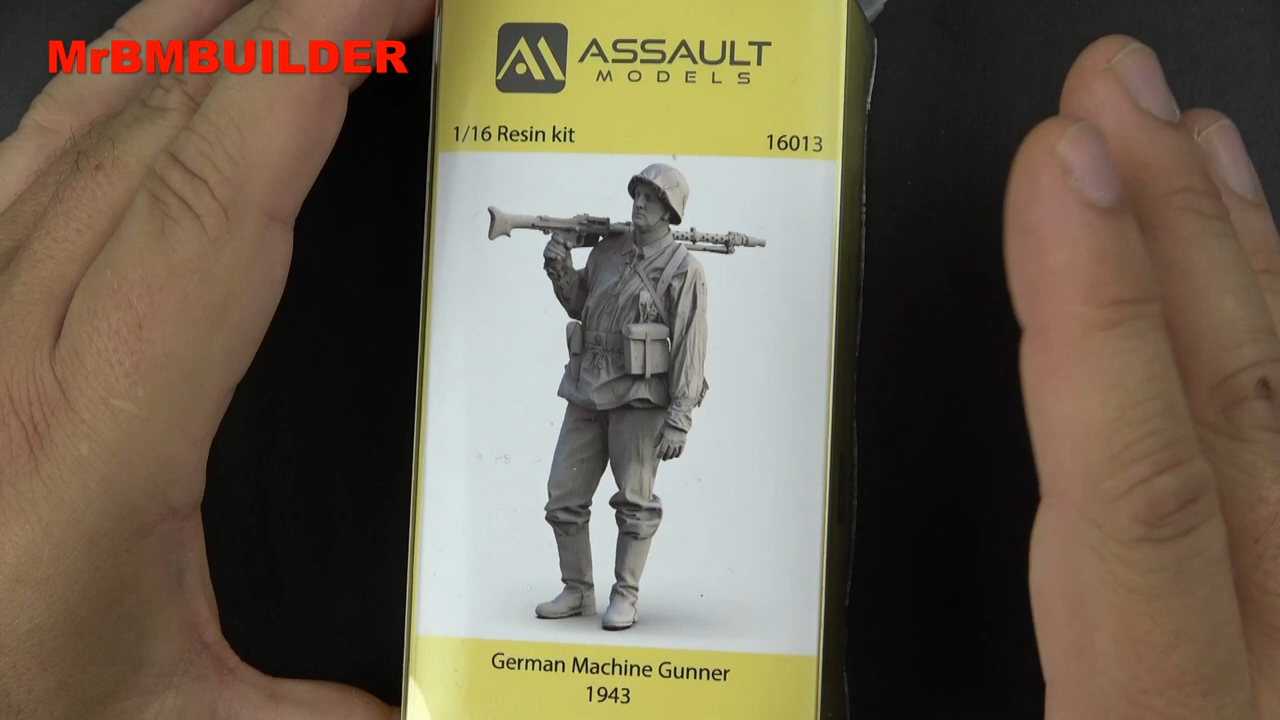 MrBMBUILDER
ASSAULT
MODELS
1/16 Resin kit
16013
German Machine Gunner
1943